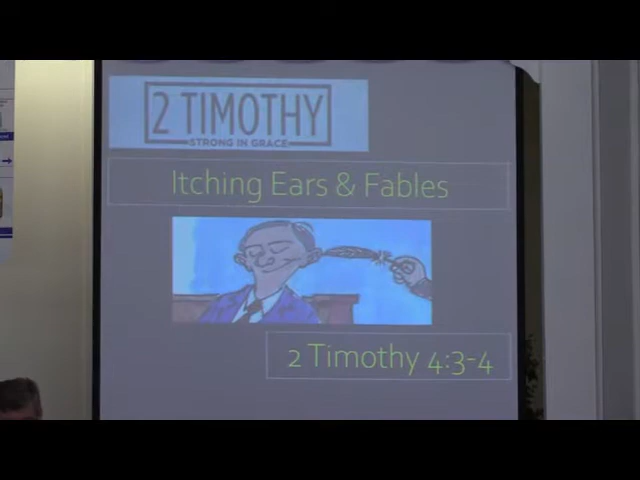 2 TIMOTHY
STRONG IN GRACE
Itching Ears & Fables
2 Timothy 4:3-4